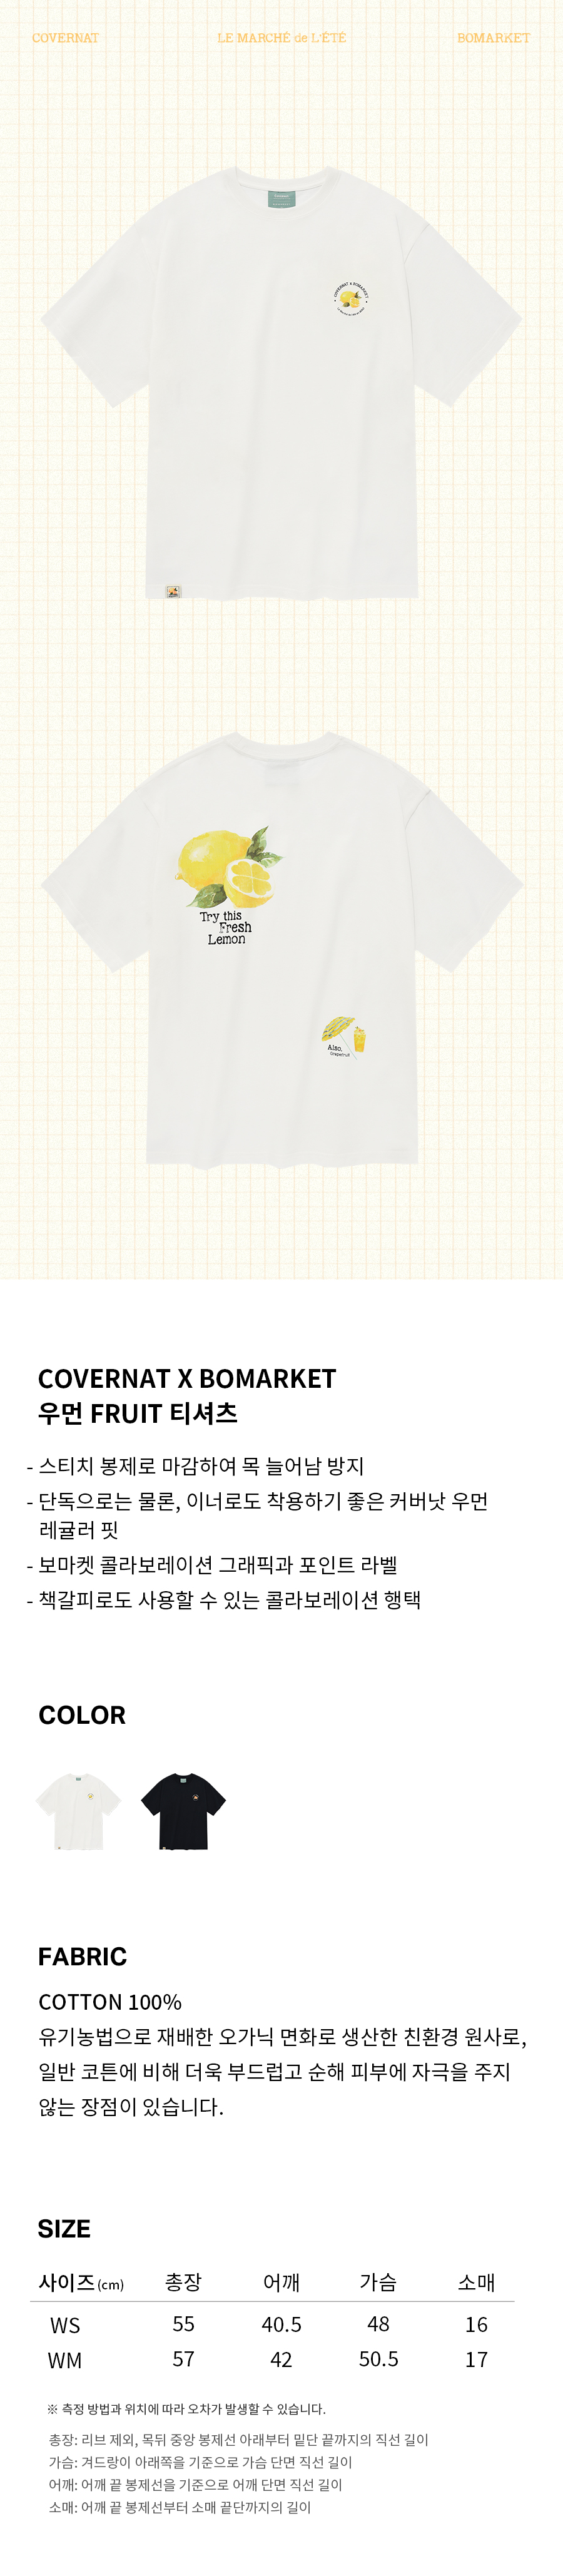 COVERNAT
LE MARCHÉ de L'ÉTÉ
BOMARKET
COVERNAT X BOMARKET
Try this
Fresh
Lemon
Also,
Grapefruit
COVERNAT X BOMARKET
우먼 FRUIT 티셔츠
- 스티치 봉제로 마감하여 목 늘어남 방지
- 단독으로는 물론, 이너로도 착용하기 좋은 커버낫 우먼
레귤러 핏
- 보마켓 콜라보레이션 그래픽과 포인트 라벨
- 책갈피로도 사용할 수 있는 콜라보레이션 행택
COLOR
FABRIC
COTTON 100%
유기농법으로 재배한 오가닉 면화로 생산한 친환경 원사로,
일반 코튼에 비해 더욱 부드럽고 순해 피부에 자극을 주지
않는 장점이 있습니다.
SIZE
사이즈(cm) 총장 어깨 가슴 소매
WS 55 40.5 48 16
WM 57 42 50.5 17
※ 측정 방법과 위치에 따라 오차가 발생할 수 있습니다.
총장: 리브 제외, 목뒤 중앙 봉제선 아래부터 밑단 끝까지의 직선 길이
가슴: 겨드랑이 아래쪽을 기준으로 가슴 단면 직선 길이
어깨: 어깨 끝 봉제선을 기준으로 어깨 단면 직선 길이
소매: 어깨 끝 봉제선부터 소매 끝단까지의 길이